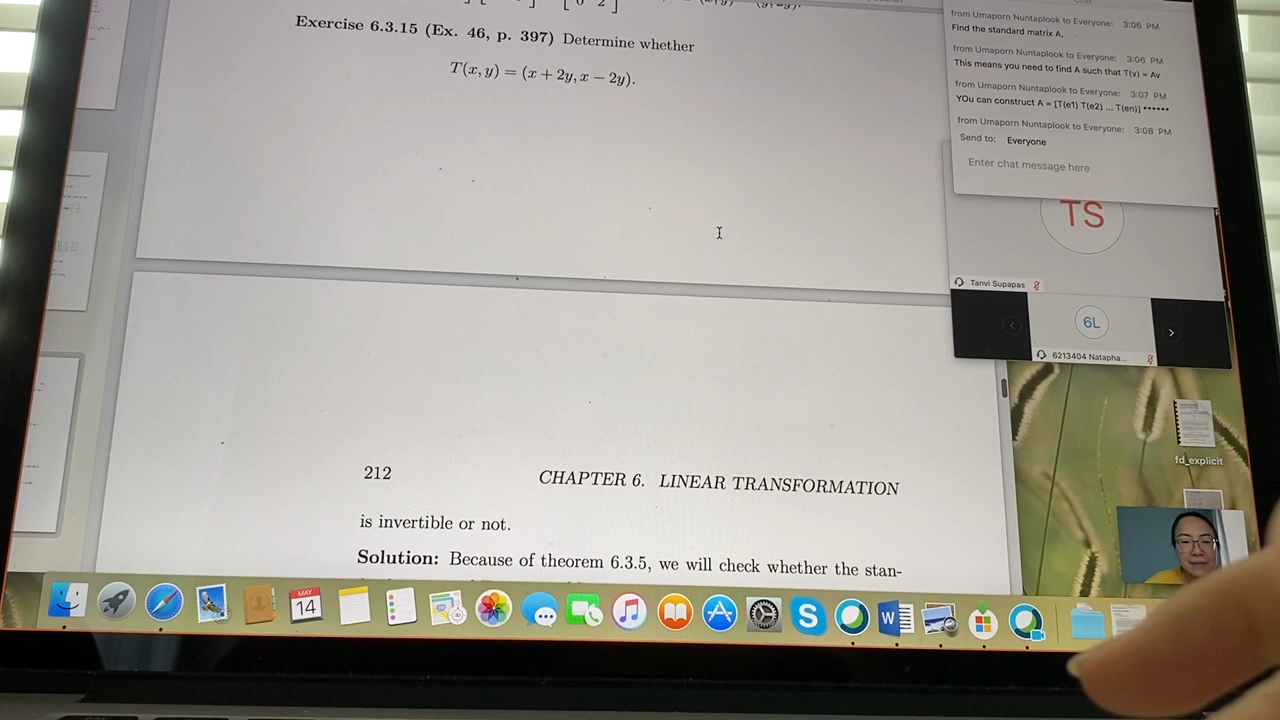 Exercise 6.3.15 (Ex. 46, p. 397) Determine whether
T(x, y) = (x + 2y, x − 2y).
212 CHAPTER 6. LINEAR TRANSFORMATION
is invertible or not.
Solution: Because of theorem 6.3.5, we will check whether the stan-
from Umaporn Nuntaplook to Everyone: 3:06 PM
Find the standard matrix A.
from Umaporn Nuntaplook to Everyone: 3:06 PM
This means you need to find A such that T(v) = Av
from Umaporn Nuntaplook to Everyone: 3:07 PM
YOu can construct A = [T(e1) T(e2) ... T(en)] ••••••
from Umaporn Nuntaplook to Everyone: 3:08 PM
Send to: Everyone
Enter chat message here
TS
Tanvi Supapas
6L
6213404 Natapha...
fd_explicit
MAY
14